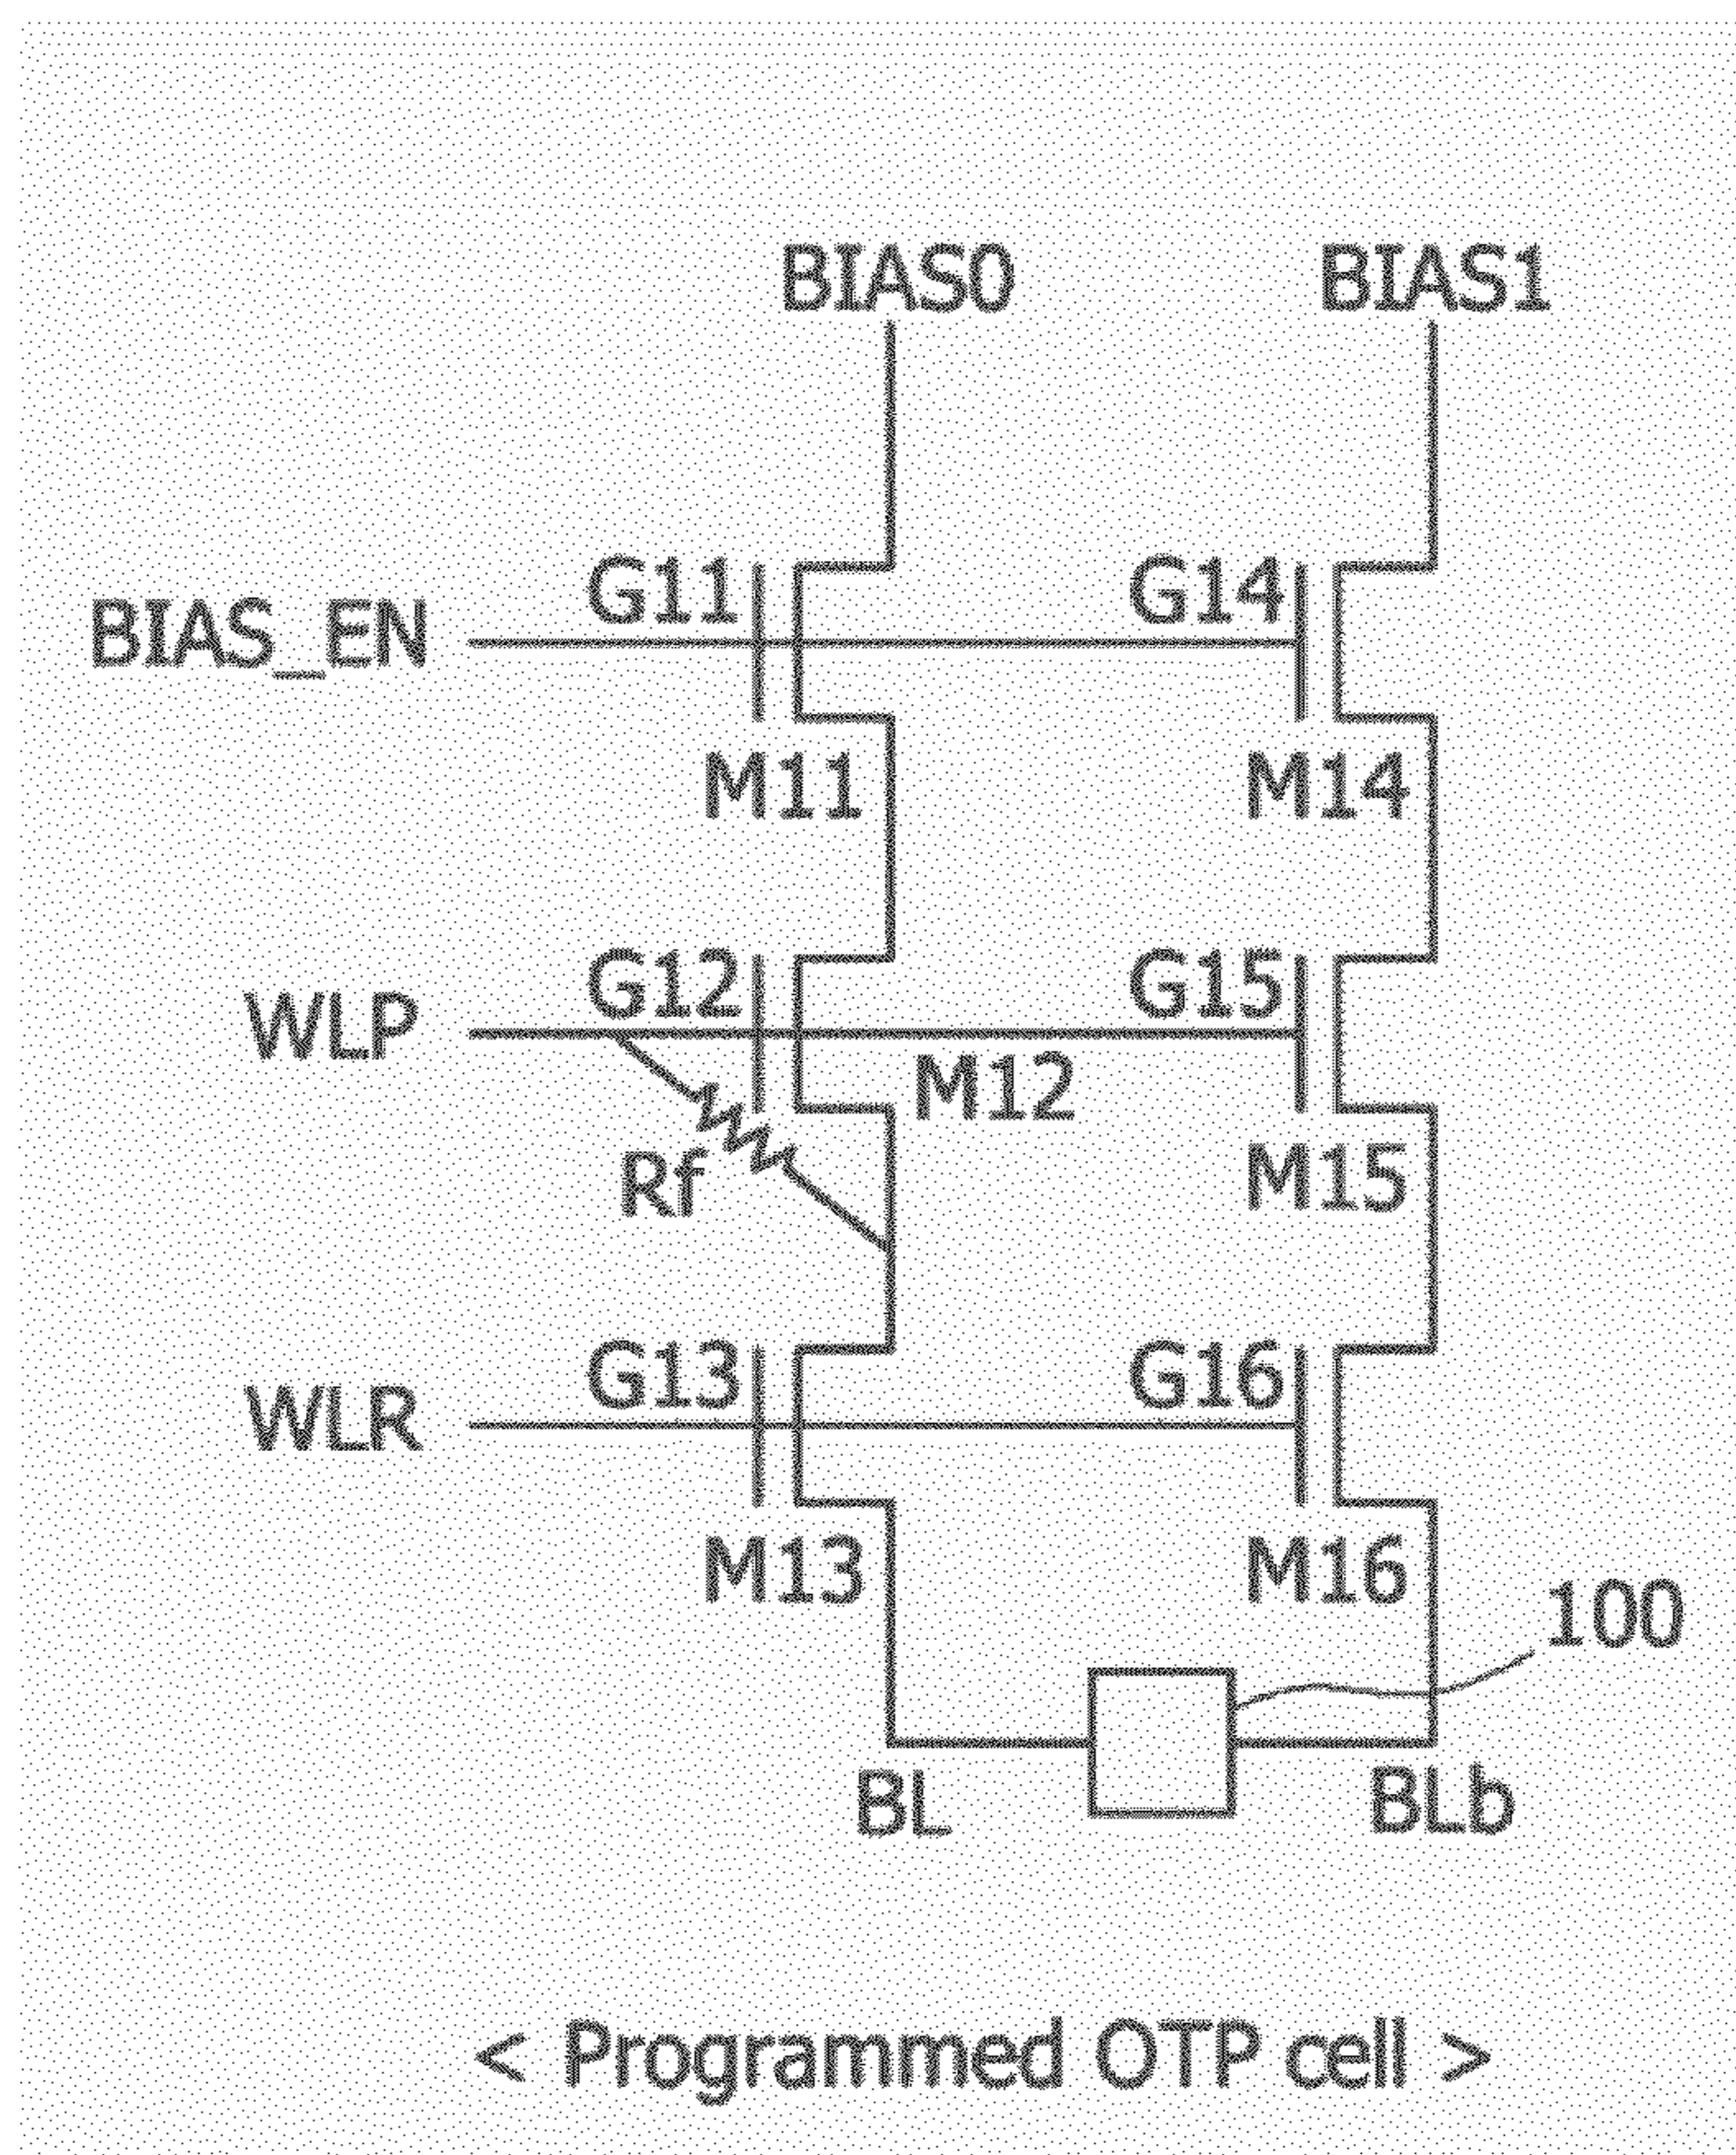 BIAS0 BIAS1
G11 G14
BIAS_EN
M11 M14
G12 G15
WLP
M12
Rf M15
G13 G16
WLR
M13 M16
100
BL BLb
< Programmed OTP cell >